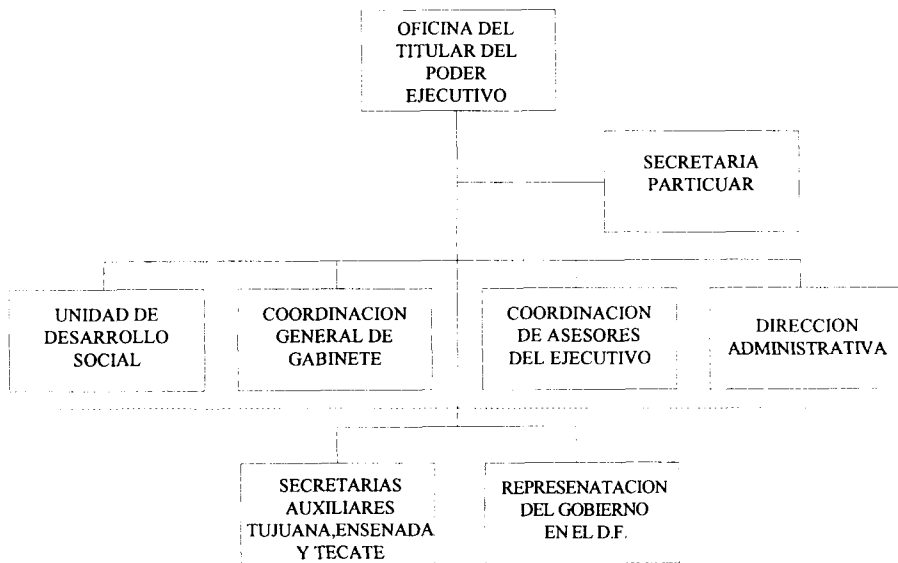 OFICINA DEL
TITULAR DEL
PODER
EJECUTIVO
SECRETARIA
PARTICUAR
UNIDAD DE
DESARROLLO
SOCIAL
COORDINACION
GENERAL DE
GABINETE
COORDINACION
DE ASESORES
DEL EJECUTIVO
DIRECCION
ADMINISTRATIVA
SECRETARIAS
AUXILIARES
TUJUANA,ENSENADA
Y TECATE
REPRESENATACION
DEL GOBIERNO
EN EL D.F.